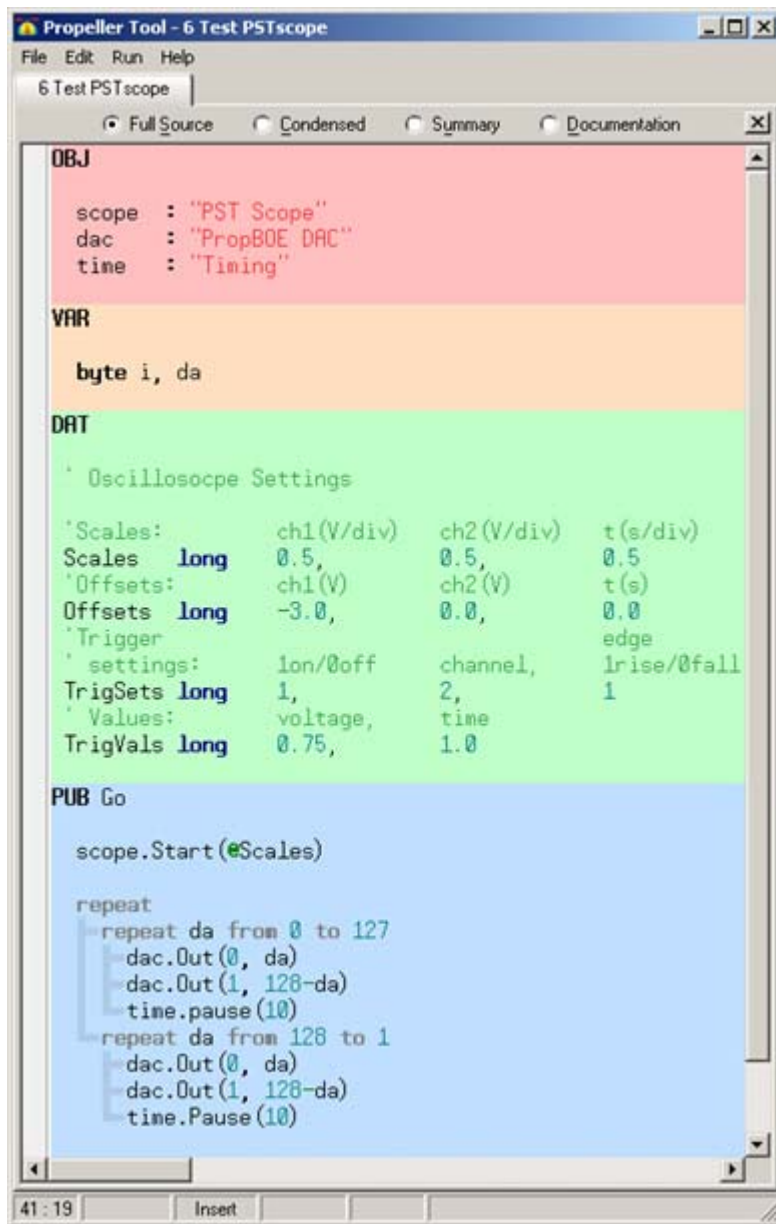 Propeller Tool - 6 Test PSTscope
File Edit Run Help
6 Test PSTscope
Full Source Condensed Summary Documentation
OBJ
scope : "PST Scope"
dac : "PropBOE DAC"
time : "Timing"
VAR
byte i, da
DAT
' Oscillosocpe Settings
'Scales: ch1(V/div) ch2(V/div) t(s/div)
Scales long 0.5, 0.5, 0.5
'Offsets: ch1(V) ch2(V) t(s)
Offsets long -3.0, 0.0, 0.0
'Trigger edge
' settings: 1on/0off channel, 1rise/0fall
TrigSets long 1, 2, 1
' Values: voltage, time
TrigVals long 0.75, 1.0
PUB Go
scope.Start(@Scales)
repeat
repeat da from 0 to 127
dac.Out(0, da)
dac.Out(1, 128-da)
time.pause(10)
repeat da from 128 to 1
dac.Out(0, da)
dac.Out(1, 128-da)
time.Pause(10)
41 : 19 Insert